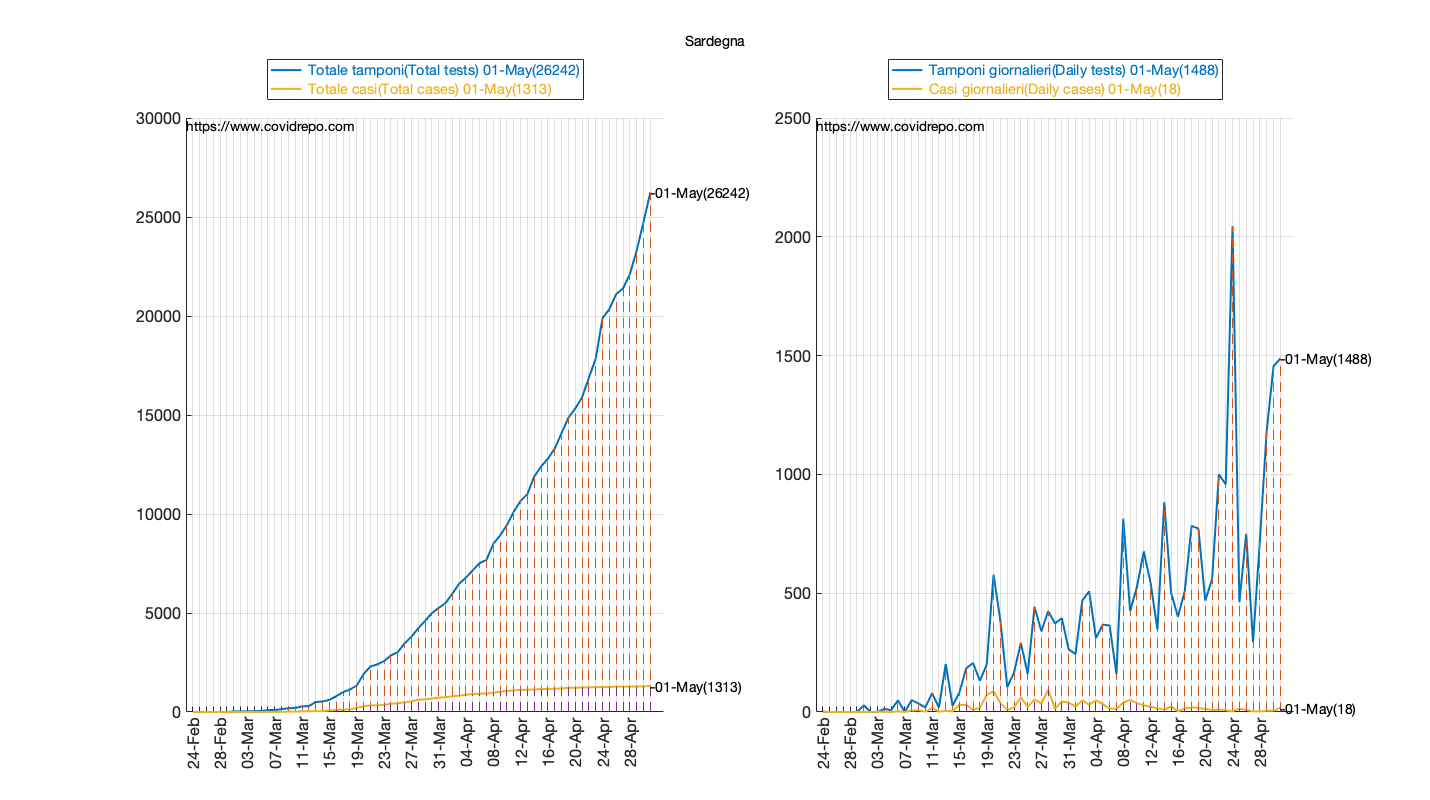 Sardegna
Totale tamponi(Total tests) 01-May(26242)
Totale casi(Total cases) 01-May(1313)
30000
https://www.covidrepo.com
25000
20000
15000
10000
5000
0
01-May(26242)
01-May(1313)
24-Feb
28-Feb
03-Mar
07-Mar
11-Mar
15-Mar
19-Mar
23-Mar
27-Mar
31-Mar
04-Apr
08-Apr
12-Apr
16-Apr
20-Apr
24-Apr
28-Apr
Tamponi giornalieri(Daily tests) 01-May(1488)
Casi giornalieri(Daily cases) 01-May(18)
2500
https://www.covidrepo.com
2000
1500
1000
500
0
01-May(1488)
01-May(18)
24-Feb
28-Feb
03-Mar
07-Mar
11-Mar
15-Mar
19-Mar
23-Mar
27-Mar
31-Mar
04-Apr
08-Apr
12-Apr
16-Apr
20-Apr
24-Apr
28-Apr